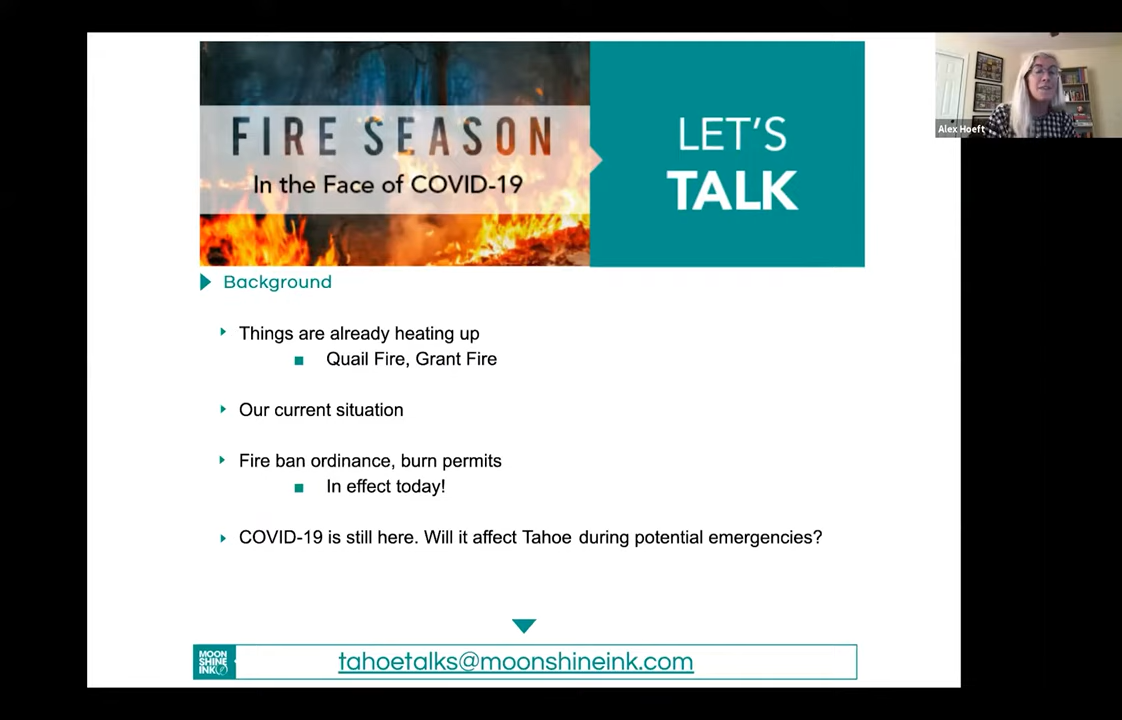 FIRE SEASON
In the Face of COVID-19
LET'S
TALK
Alex Hoeft
Background
Things are already heating up
Quail Fire, Grant Fire
Our current situation
Fire ban ordinance, burn permits
In effect today!
COVID-19 is still here. Will it affect Tahoe during potential emergencies?
MOON
SHINE
INK
tahoetalks@moonshineink.com